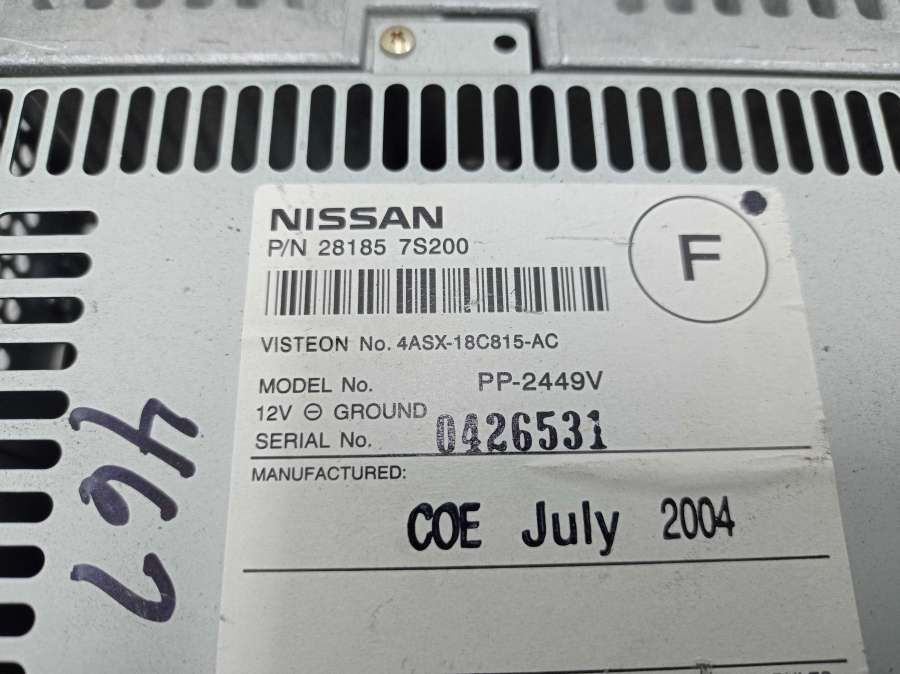 NISSAN
P/N 28185 7S200
F
VISTEON No. 4ASX-18C815-AC
MODEL No. PP-2449V
12V ⊖ GROUND
SERIAL No. 0426531
MANUFACTURED:
COE July 2004
467